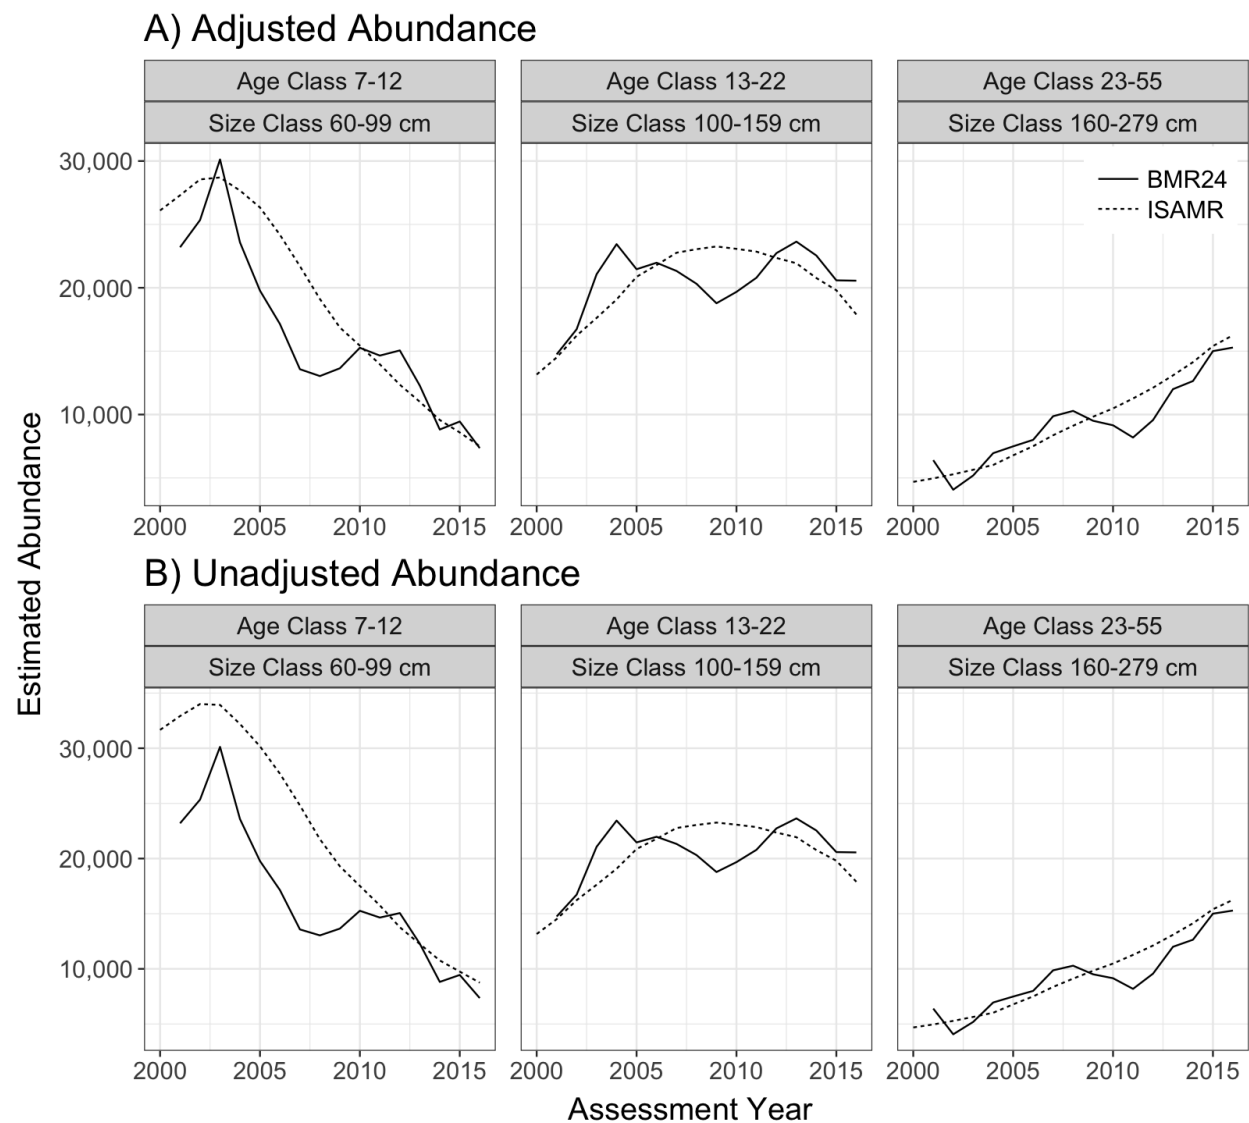 A) Adjusted Abundance
Age Class 7-12
Size Class 60-99 cm
Age Class 13-22
Size Class 100-159 cm
Age Class 23-55
Size Class 160-279 cm
BMR24
ISAMR
30,000
20,000
10,000
2000 2005 2010 2015
2000 2005 2010 2015
2000 2005 2010 2015
Estimated Abundance
B) Unadjusted Abundance
Age Class 7-12
Size Class 60-99 cm
Age Class 13-22
Size Class 100-159 cm
Age Class 23-55
Size Class 160-279 cm
30,000
20,000
10,000
2000 2005 2010 2015
2000 2005 2010 2015
2000 2005 2010 2015
Assessment Year